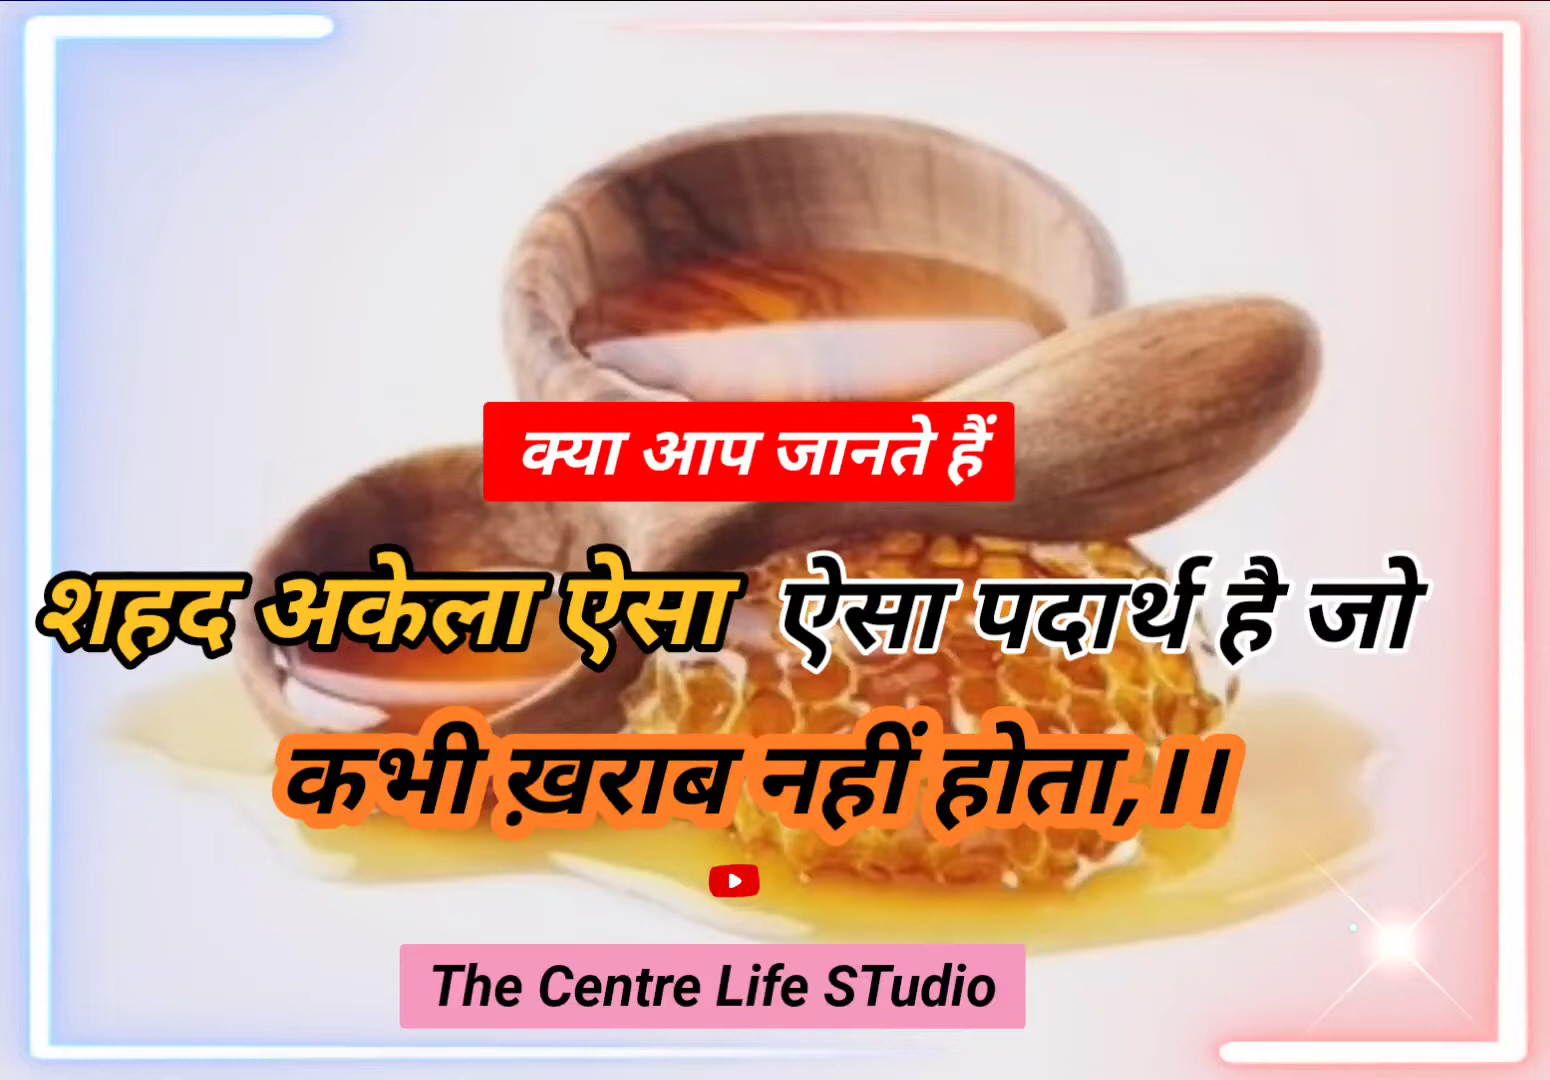 क्या आप जानते हैं
शहद अकेला ऐसा ऐसा पदार्थ है जो
कभी ख़राब नहीं होता,।।
The Centre Life STudio